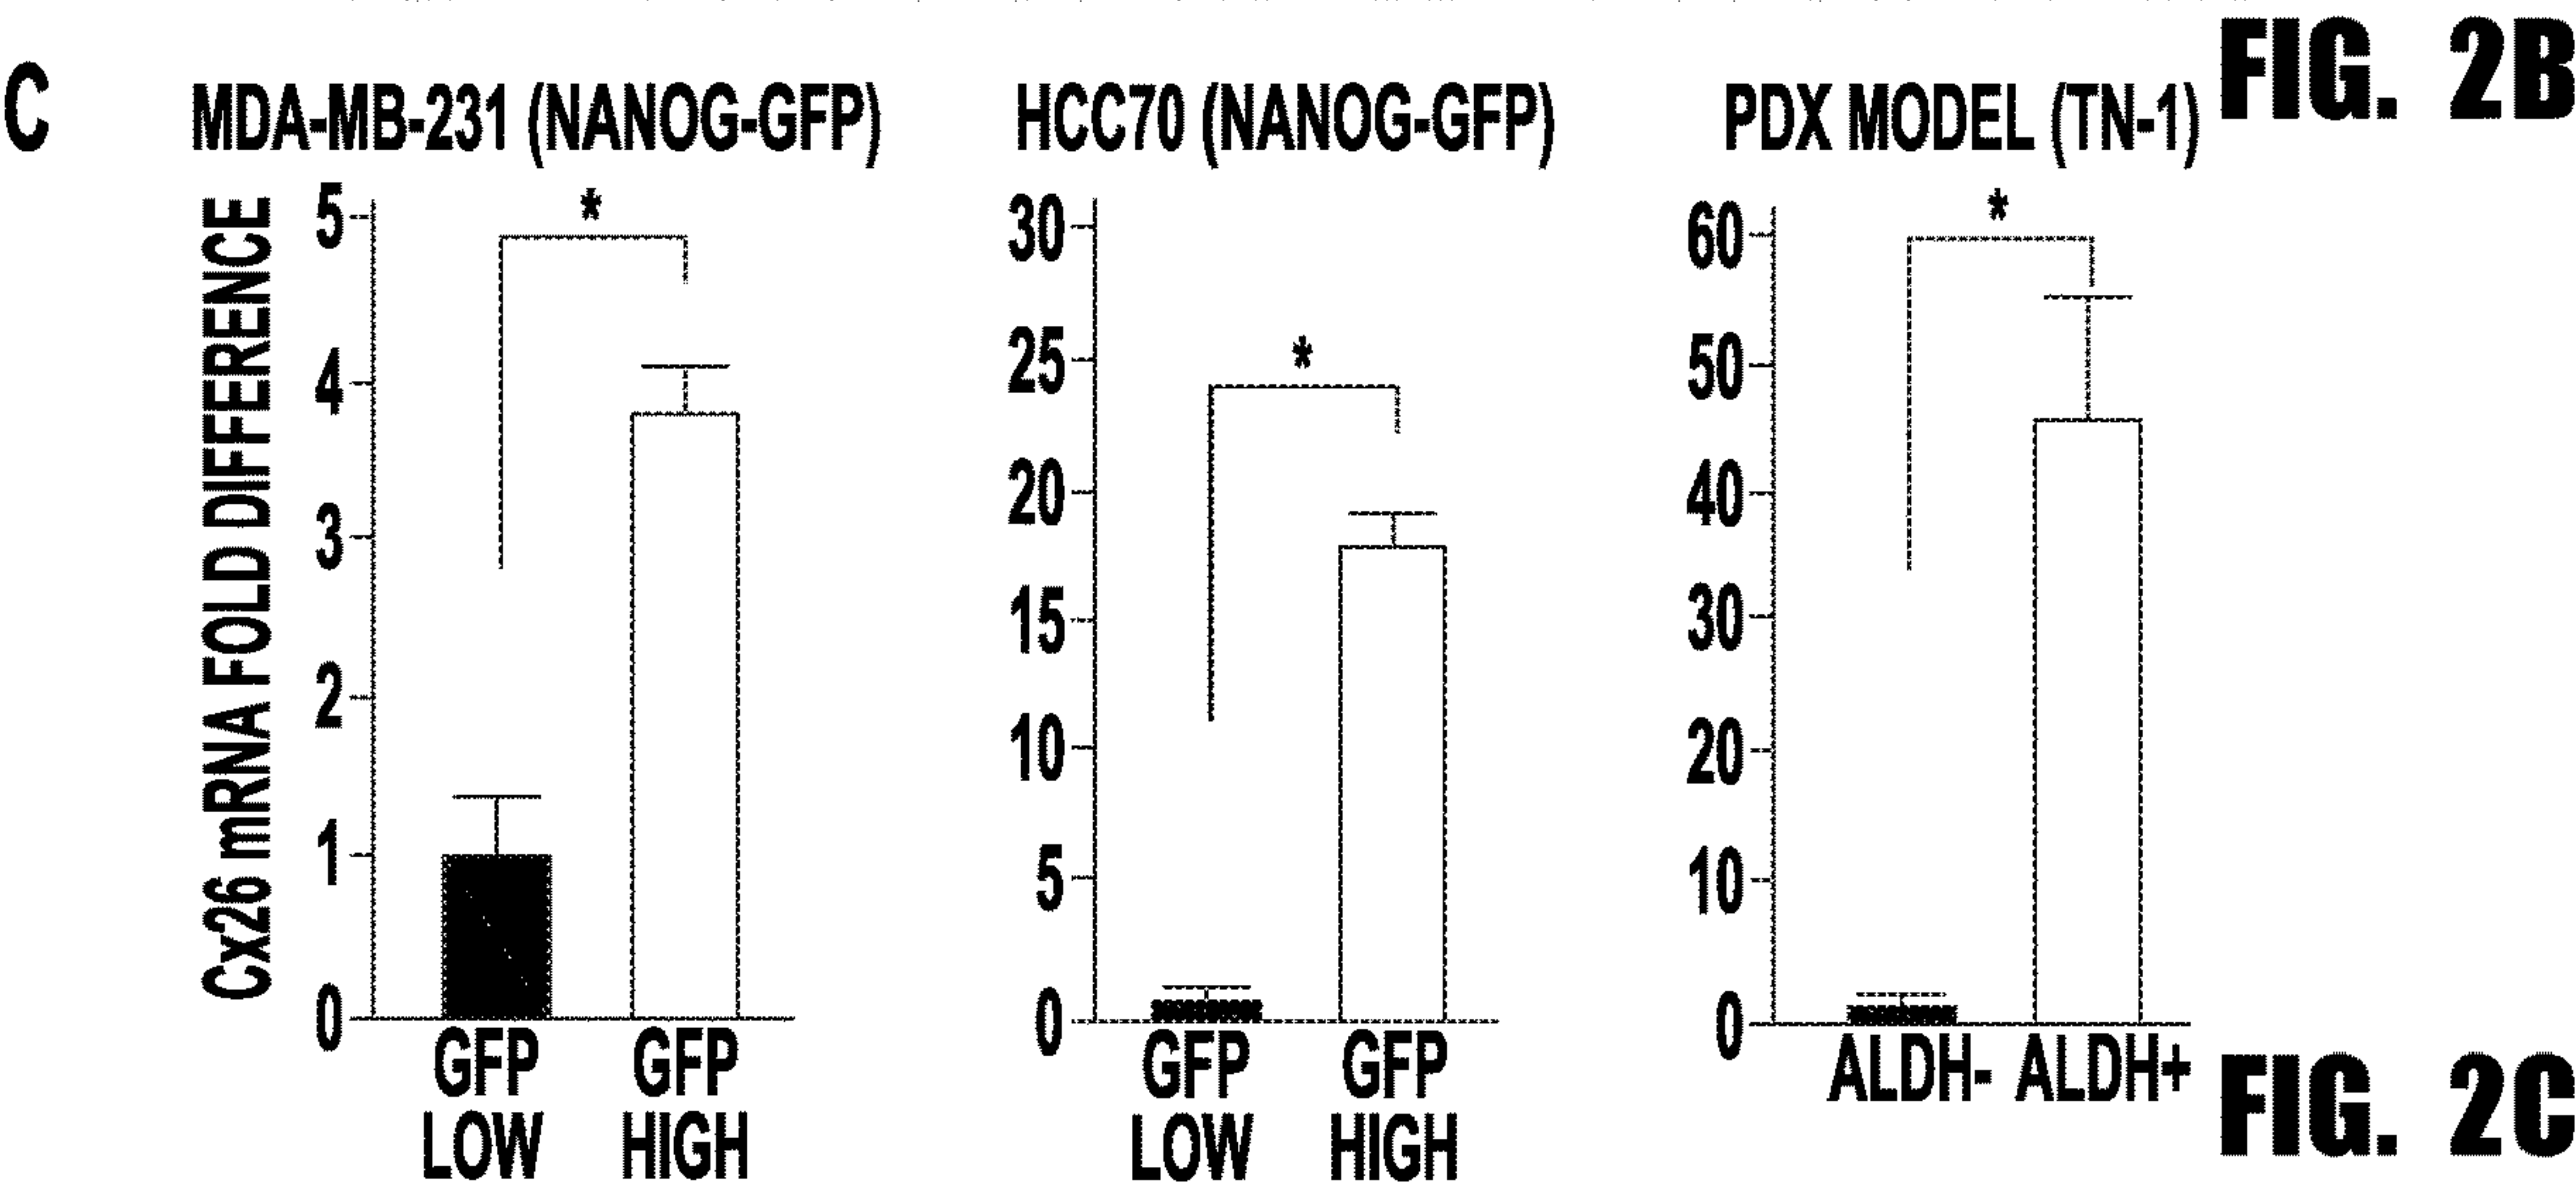 FIG. 2B
C
MDA-MB-231 (NANOG-GFP)
HCC70 (NANOG-GFP)
PDX MODEL (TN-1)
Cx26 mRNA FOLD DIFFERENCE
5
4
3
2
1
0
*
GFP LOW
GFP HIGH
30
25
20
15
10
5
0
*
GFP LOW
GFP HIGH
60
50
40
30
20
10
0
*
ALDH-
ALDH+
FIG. 2C